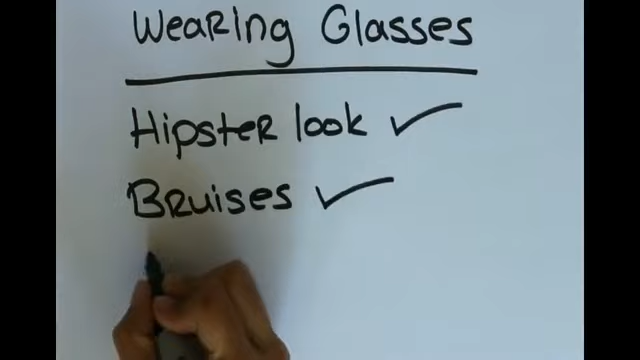 Wearing Glasses
Hipster look ✓
Bruises ✓